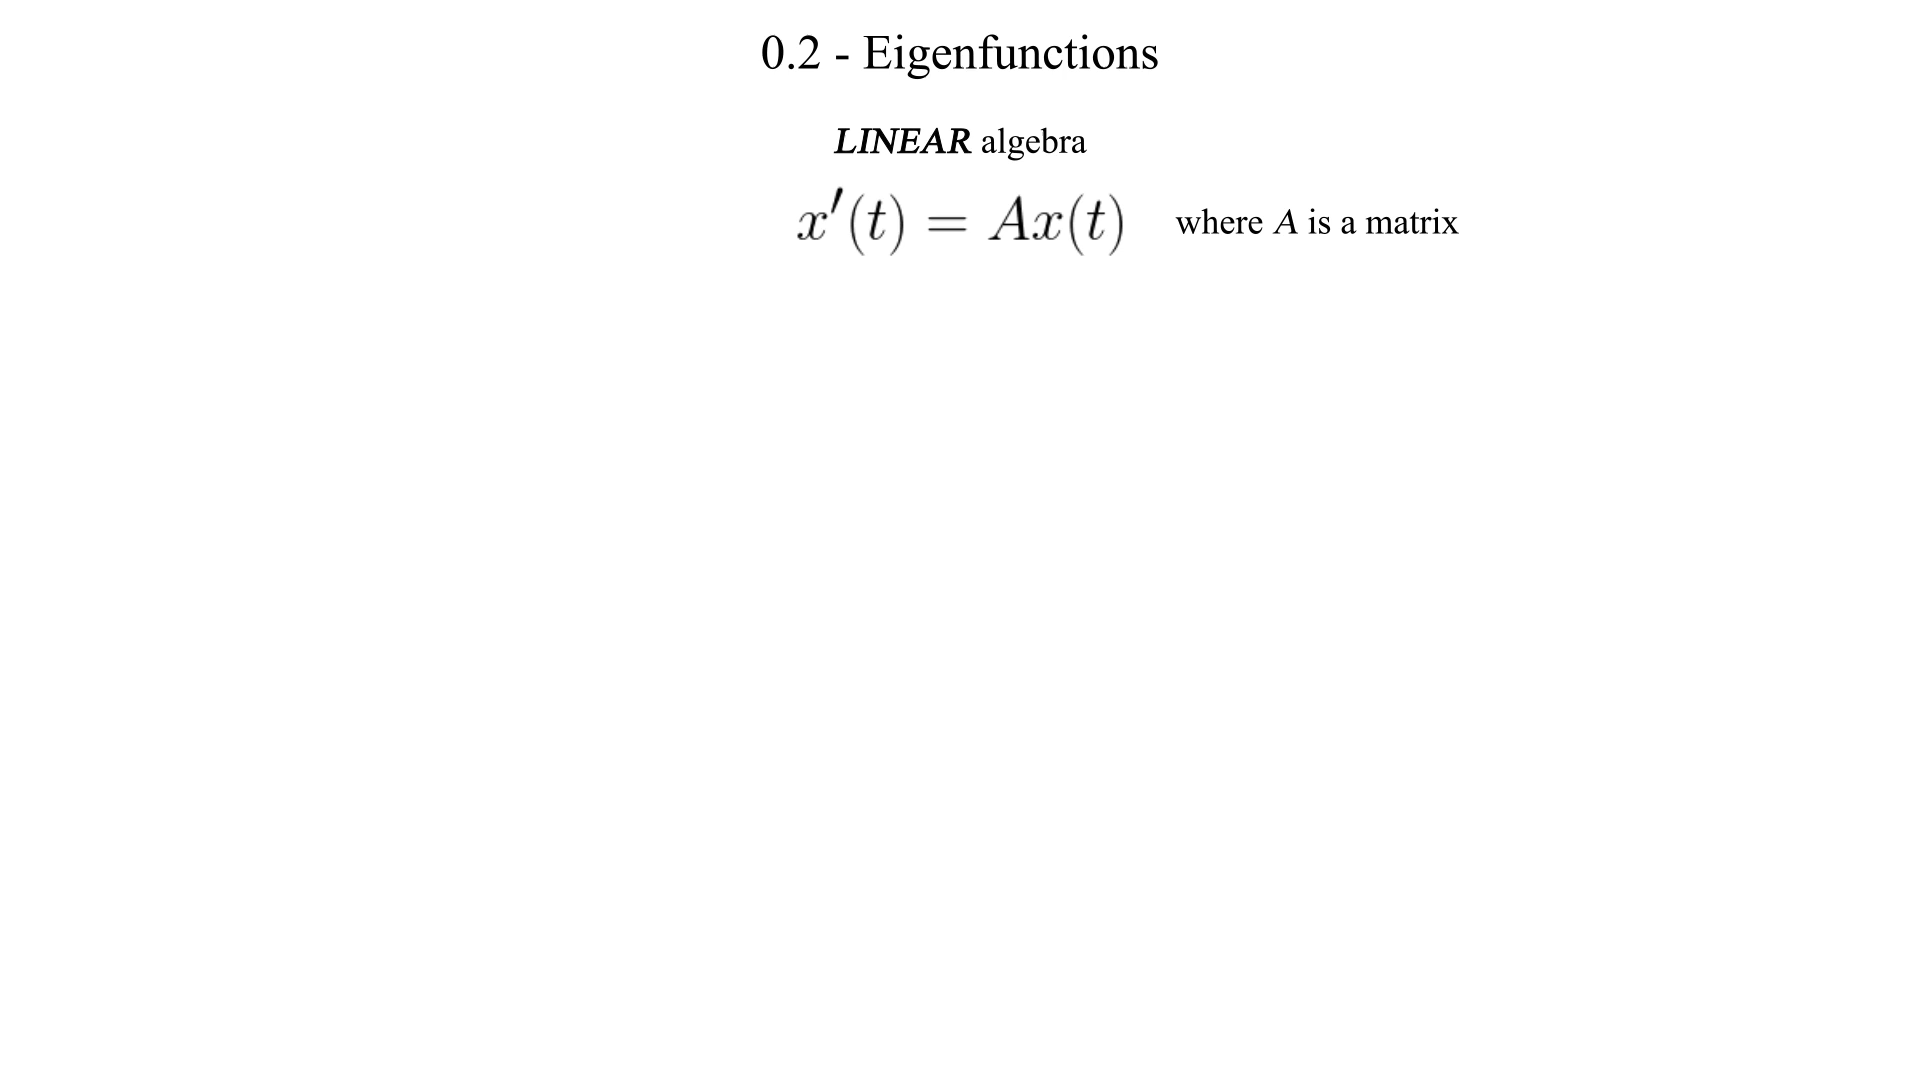 0.2 - Eigenfunctions
LINEAR algebra
x′(t) = Ax(t) where A is a matrix